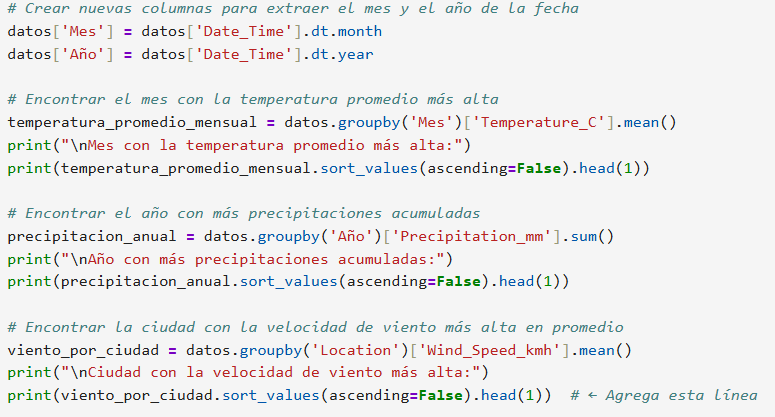 # Crear nuevas columnas para extraer el mes y el año de la fecha
datos['Mes'] = datos['Date_Time'].dt.month
datos['Año'] = datos['Date_Time'].dt.year
# Encontrar el mes con la temperatura promedio más alta
temperatura_promedio_mensual = datos.groupby('Mes')['Temperature_C'].mean()
print("\nMes con la temperatura promedio más alta:")
print(temperatura_promedio_mensual.sort_values(ascending=False).head(1))
# Encontrar el año con más precipitaciones acumuladas
precipitacion_anual = datos.groupby('Año')['Precipitation_mm'].sum()
print("\nAño con más precipitaciones acumuladas:")
print(precipitacion_anual.sort_values(ascending=False).head(1))
# Encontrar la ciudad con la velocidad de viento más alta en promedio
viento_por_ciudad = datos.groupby('Location')['Wind_Speed_kmh'].mean()
print("\nCiudad con la velocidad de viento más alta:")
print(viento_por_ciudad.sort_values(ascending=False).head(1))  # ← Agrega esta línea